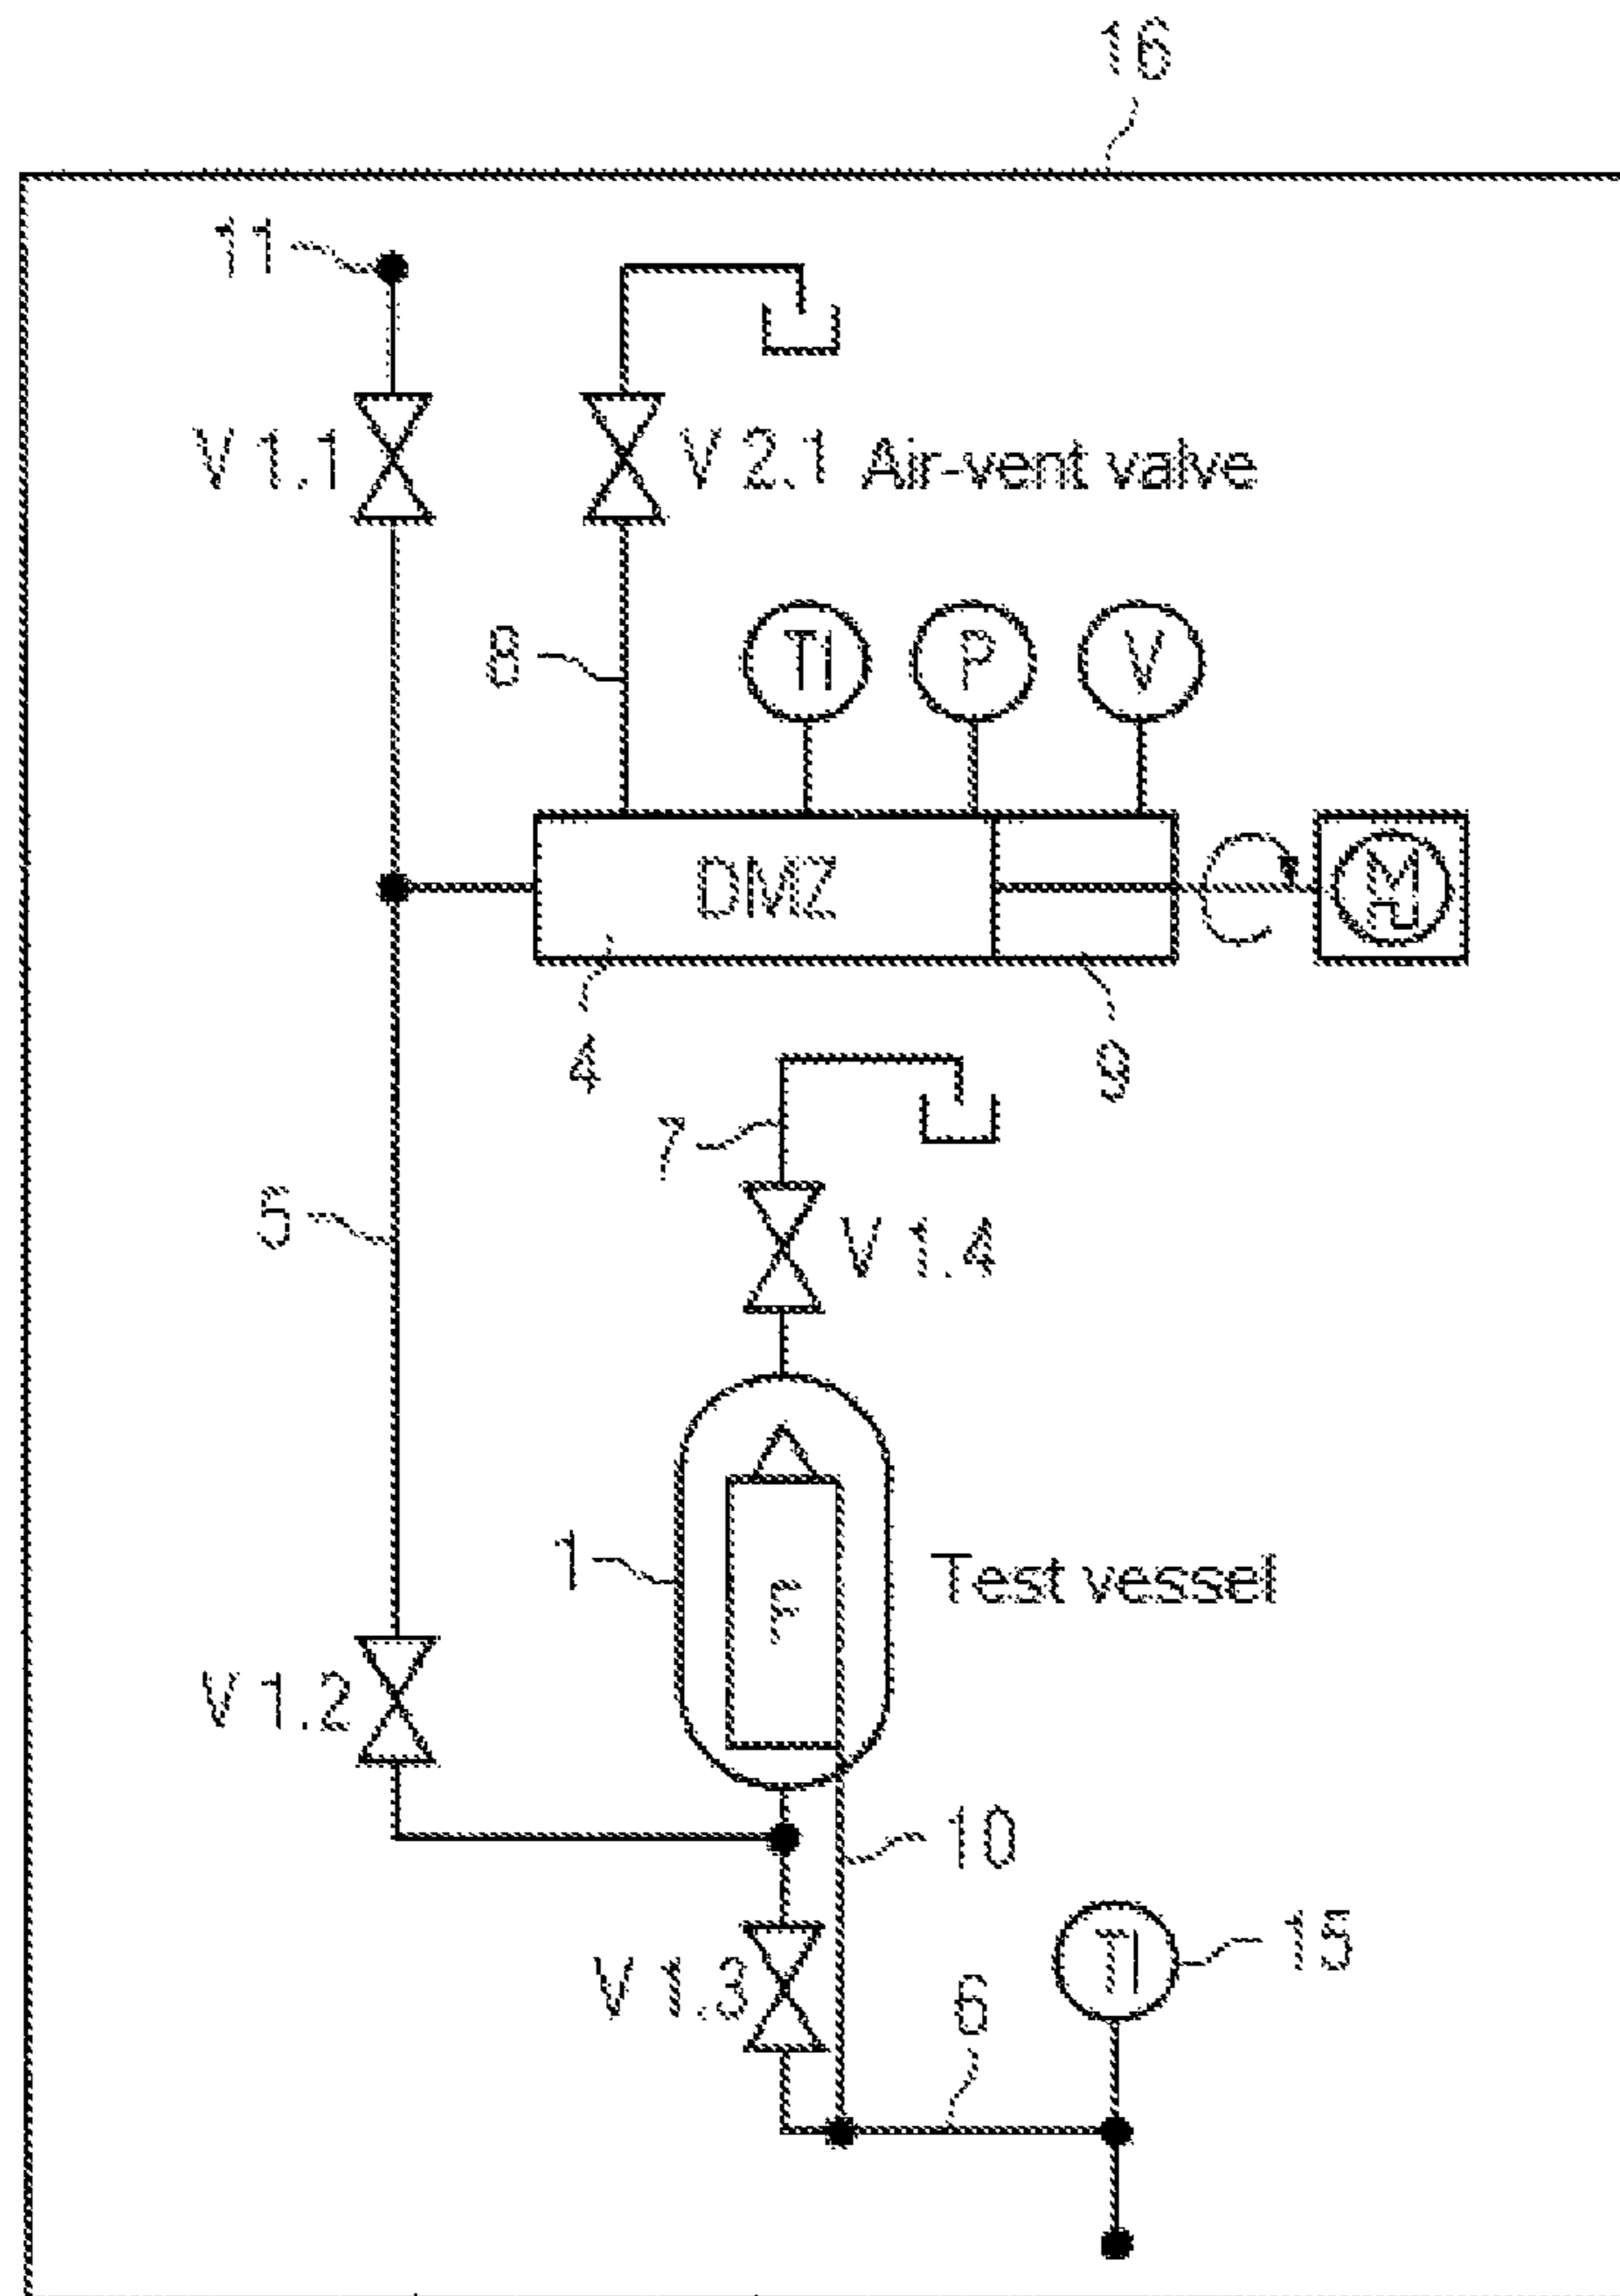 16
11
V 1.1
V 2.1 Air-vent valve
8
TI
P
V
DMZ
M
4
9
7
5
V 1.4
1
F
Test vessel
V 1.2
10
15
TI
V 1.3
6